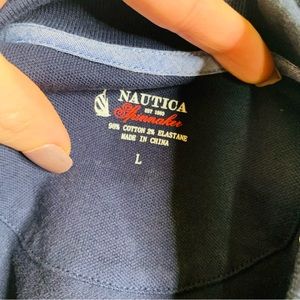 NAUTICA
EST 1983
Spinnaker
98% COTTON 2% ELASTANE
MADE IN CHINA
L